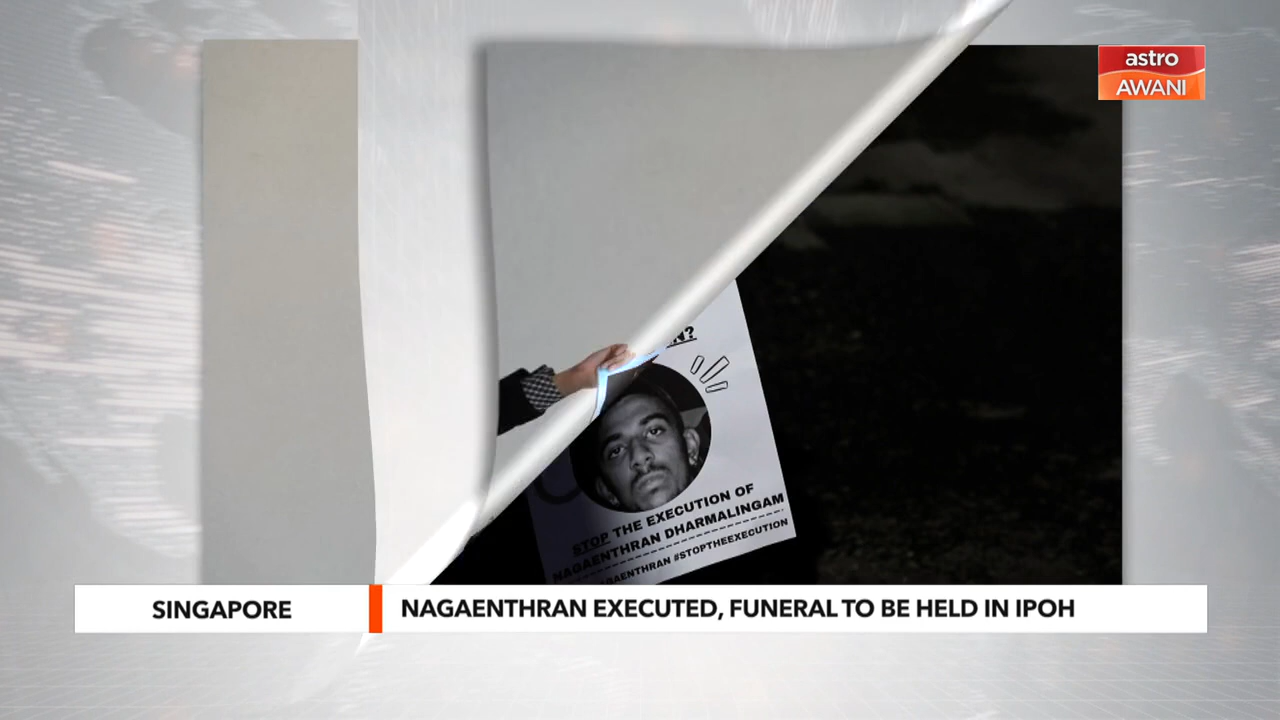 astro
AWANI
STOP THE EXECUTION OF
NAGAENTHRAN DHARMALINGAM
#STOPTHEEXECUTION
SINGAPORE
NAGAENTHRAN EXECUTED, FUNERAL TO BE HELD IN IPOH